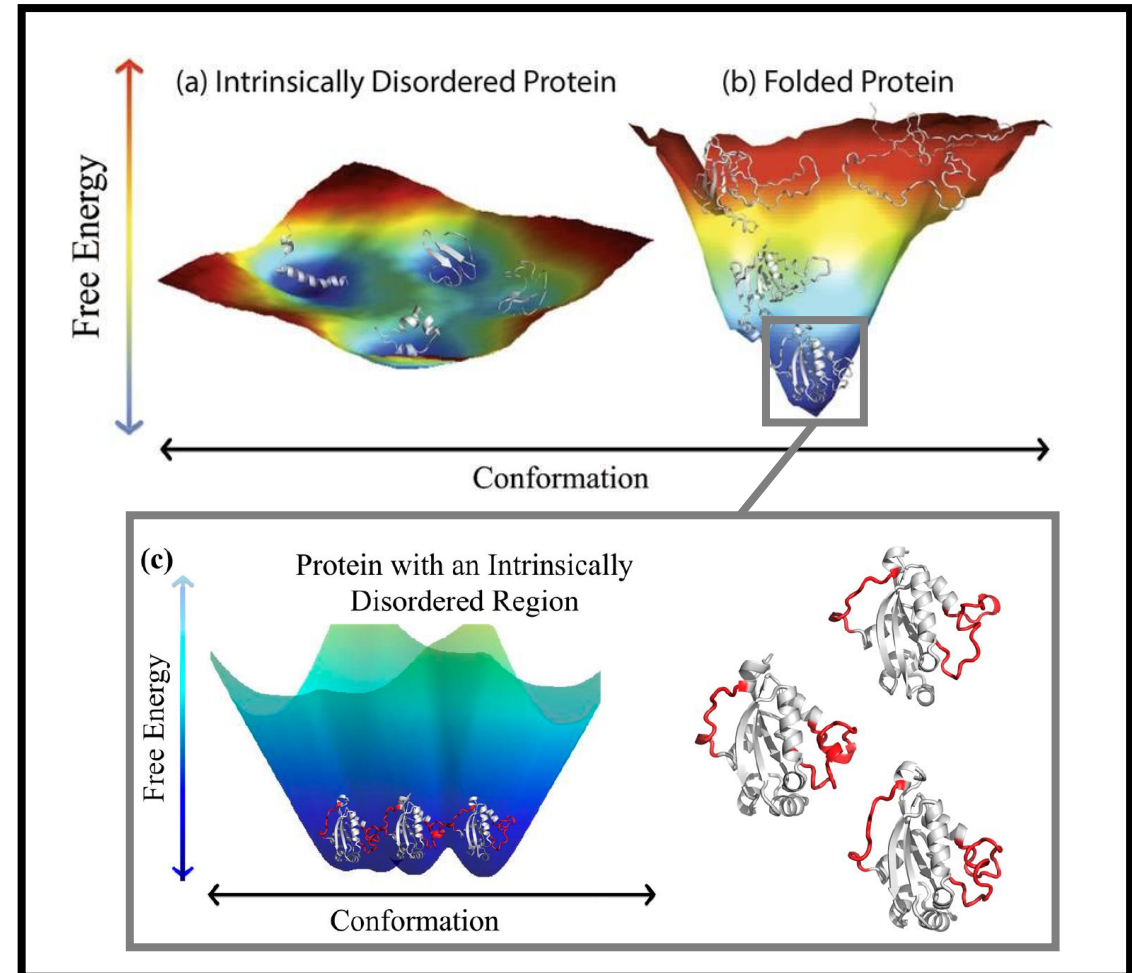 (a) Intrinsically Disordered Protein
(b) Folded Protein
Free Energy
Conformation
(c)
Protein with an Intrinsically
Disordered Region
Free Energy
Conformation